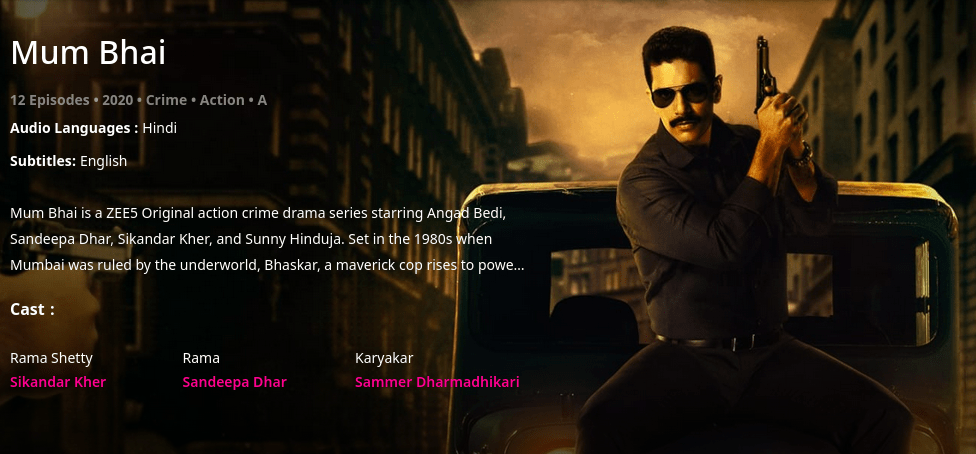 Mum Bhai
12 Episodes • 2020 • Crime • Action • A
Audio Languages : Hindi
Subtitles: English
Mum Bhai is a ZEE5 Original action crime drama series starring Angad Bedi,
Sandeepa Dhar, Sikandar Kher, and Sunny Hinduja. Set in the 1980s when
Mumbai was ruled by the underworld, Bhaskar, a maverick cop rises to powe...
Cast :
Rama Shetty Rama Karyakar
Sikandar Kher Sandeepa Dhar Sammer Dharmadhikari